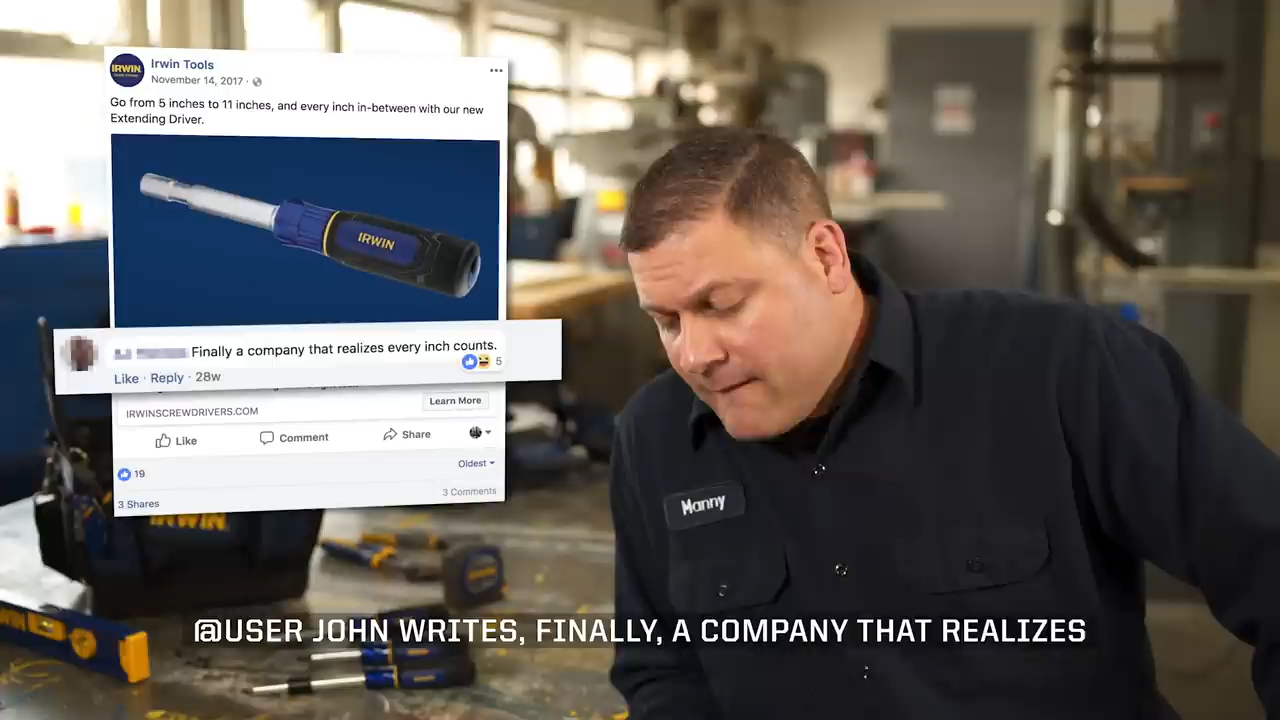 IRWIN
Irwin Tools
November 14, 2017
Go from 5 inches to 11 inches, and every inch in-between with our new
Extending Driver.
IRWIN
Finally a company that realizes every inch counts.
5
Like · Reply · 28w
IRWINSCREWDRIVERS.COM
Learn More
Like
Comment
Share
19
Oldest
3 Shares
3 Comments
IRWIN
Manny
@USER JOHN WRITES, FINALLY, A COMPANY THAT REALIZES